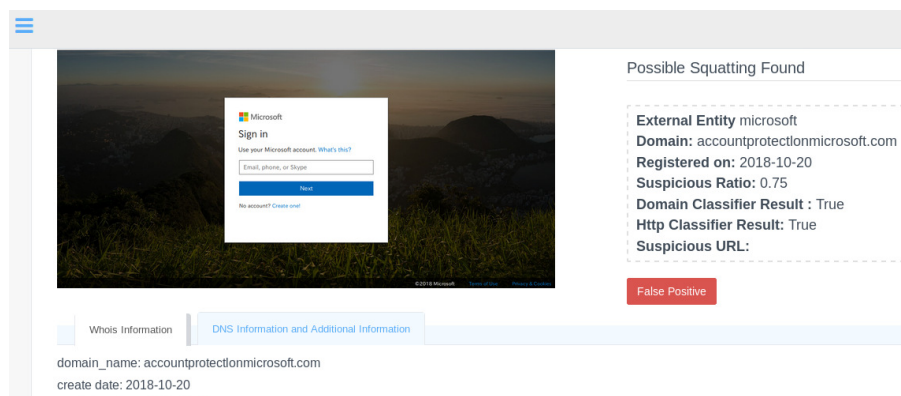 Microsoft
Sign in
Use your Microsoft account. What's this?
Email, phone, or Skype
Next
No account? Create one!
©2018 Microsoft Terms of Use Privacy & Cookies
Possible Squatting Found
External Entity microsoft
Domain: accountprotectlonmicrosoft.com
Registered on: 2018-10-20
Suspicious Ratio: 0.75
Domain Classifier Result : True
Http Classifier Result: True
Suspicious URL:
False Positive
Whois Information
DNS Information and Additional Information
domain_name: accountprotectlonmicrosoft.com
create date: 2018-10-20